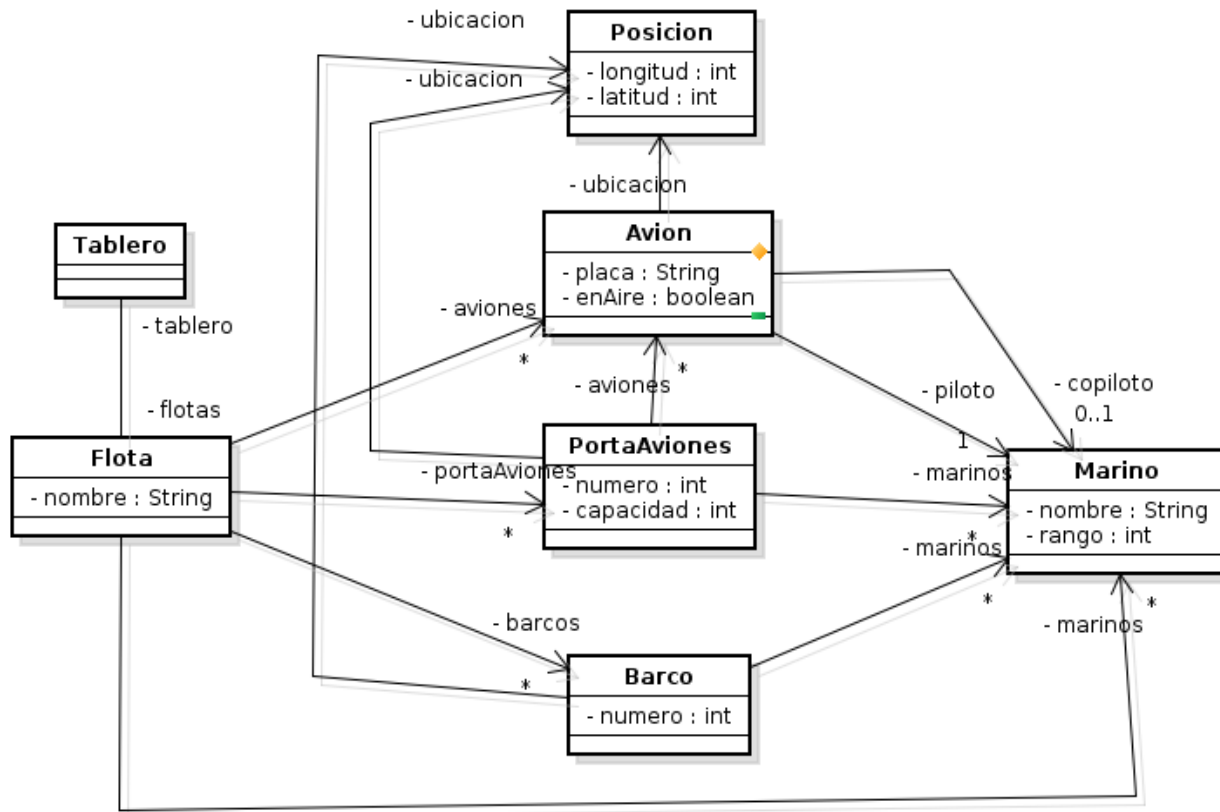 - ubicacion
Posicion
- longitud : int
- latitud : int
- ubicacion
- ubicacion
Tablero
Avion
- placa : String
- enAire : boolean
- tablero
- aviones
*
- flotas
- aviones
*
- piloto
1
- copiloto
0..1
Flota
- nombre : String
- portaAviones
*
PortaAviones
- numero : int
- capacidad : int
- marinos
*
Marino
- nombre : String
- rango : int
- marinos
*
- barcos
*
- marinos
*
Barco
- numero : int